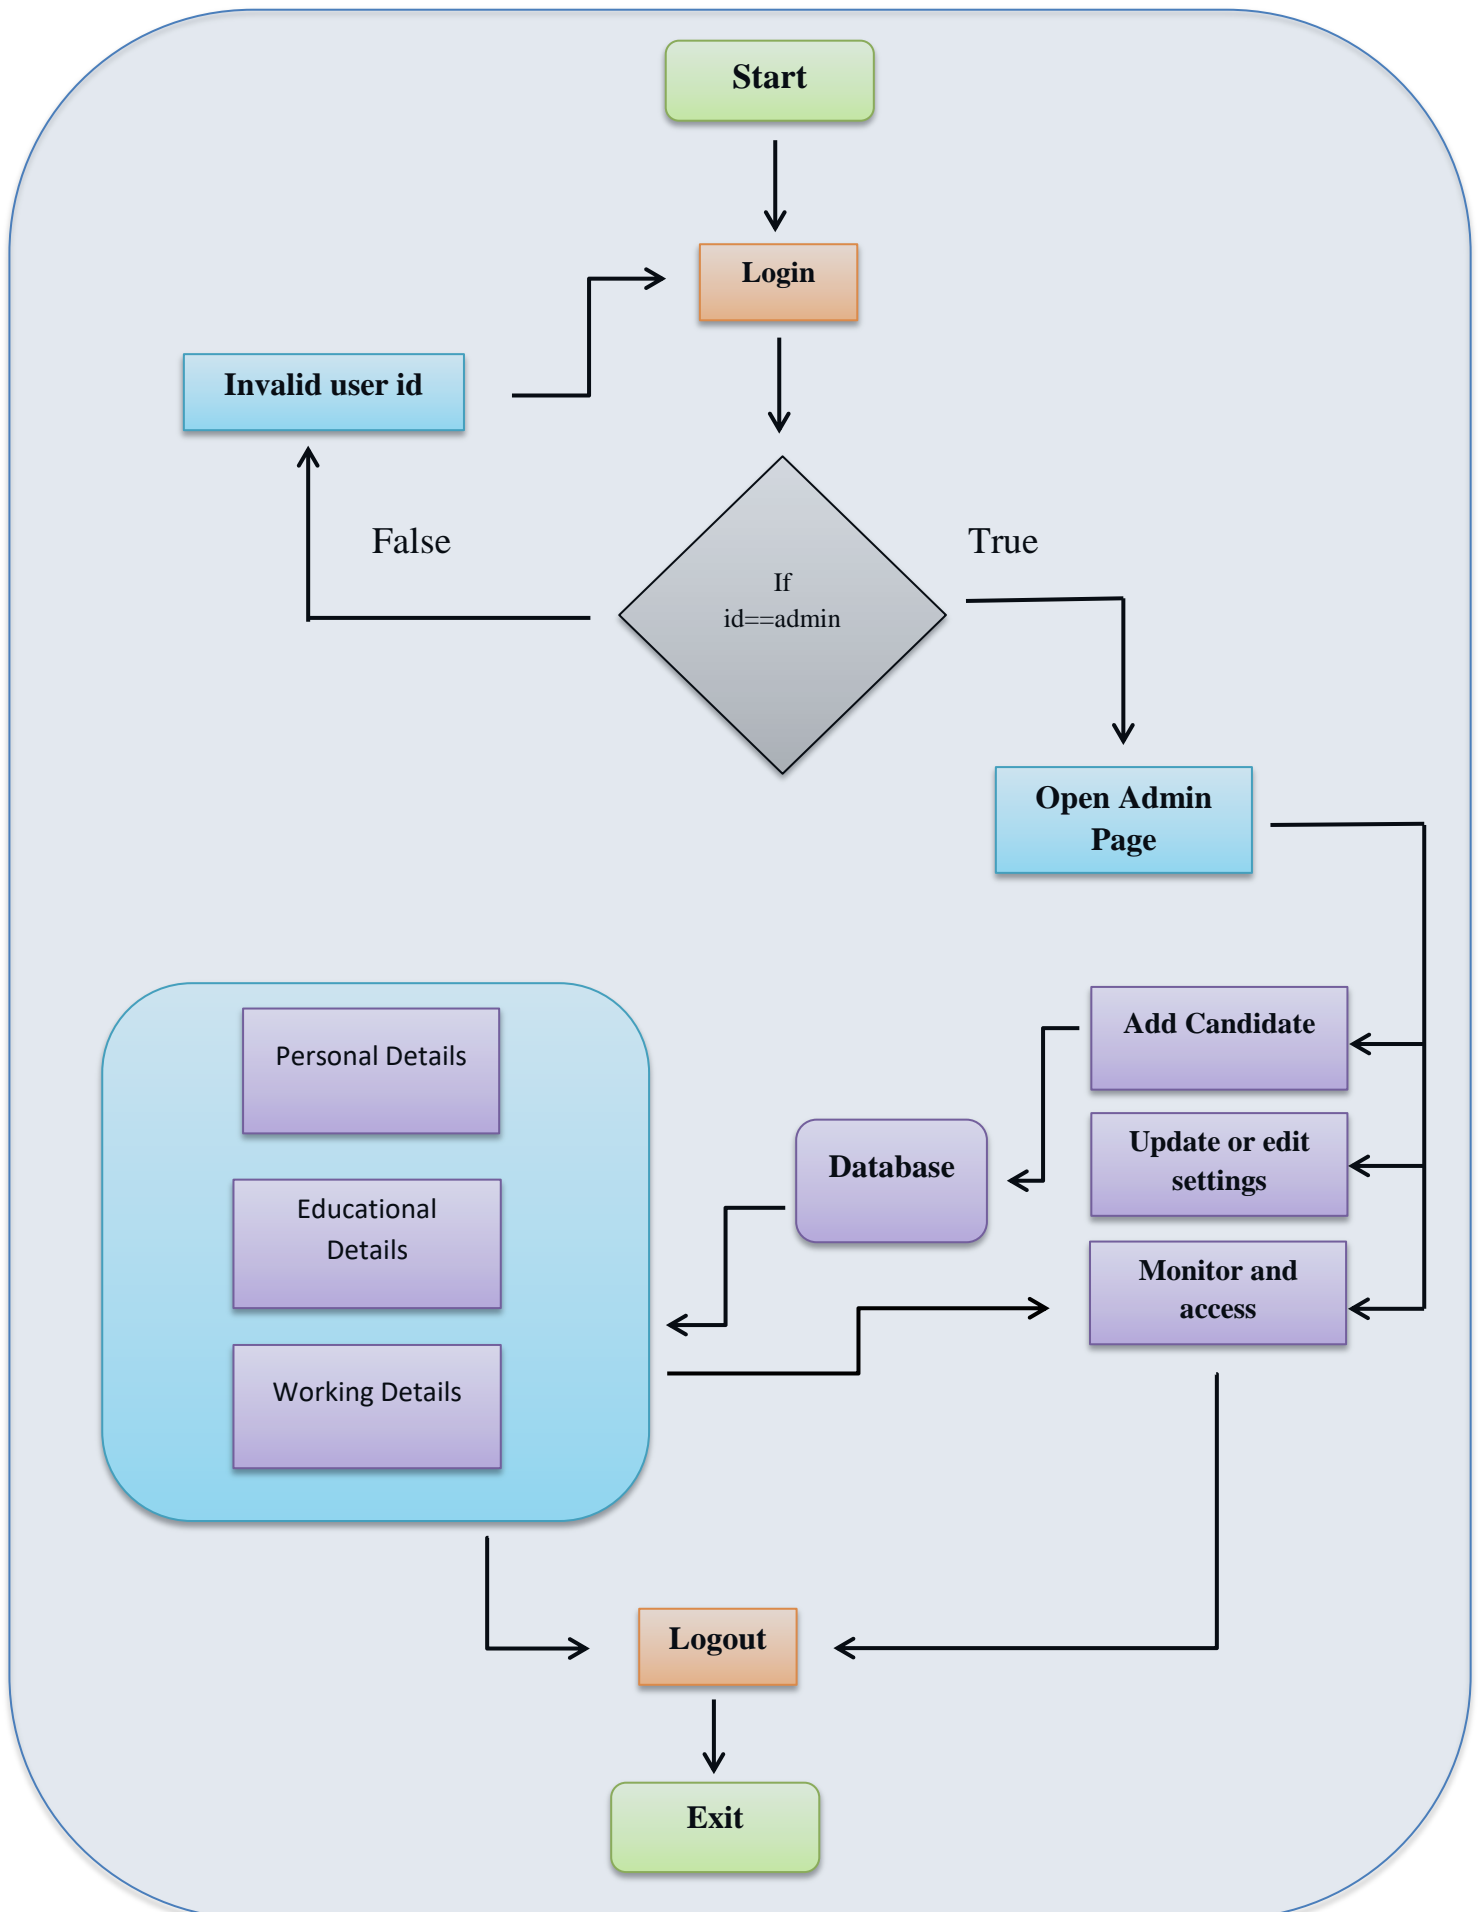 Start
Login
Invalid user id
False
True
If
id==admin
Open Admin
Page
Personal Details
Add Candidate
Database
Update or edit
settings
Educational
Details
Monitor and
access
Working Details
Logout
Exit